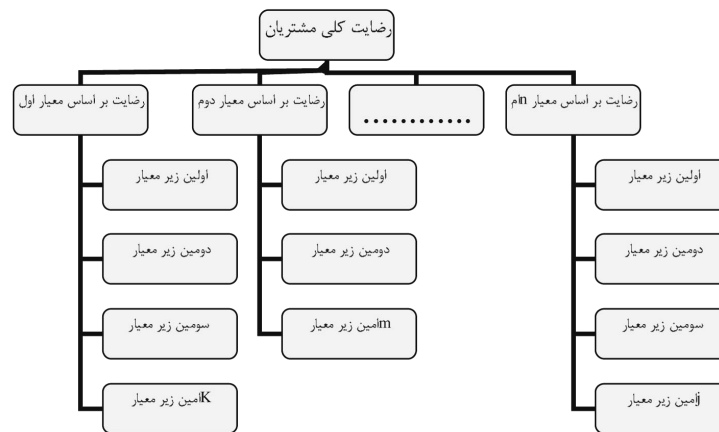 رضایت کلی مشتریان
رضایت بر اساس معیار اول
رضایت بر اساس معیار دوم
............
رضایت بر اساس معیار nام
اولین زیر معیار
دومین زیر معیار
سومین زیر معیار
Kامین زیر معیار
اولین زیر معیار
دومین زیر معیار
mامین زیر معیار
اولین زیر معیار
دومین زیر معیار
سومین زیر معیار
jامین زیر معیار